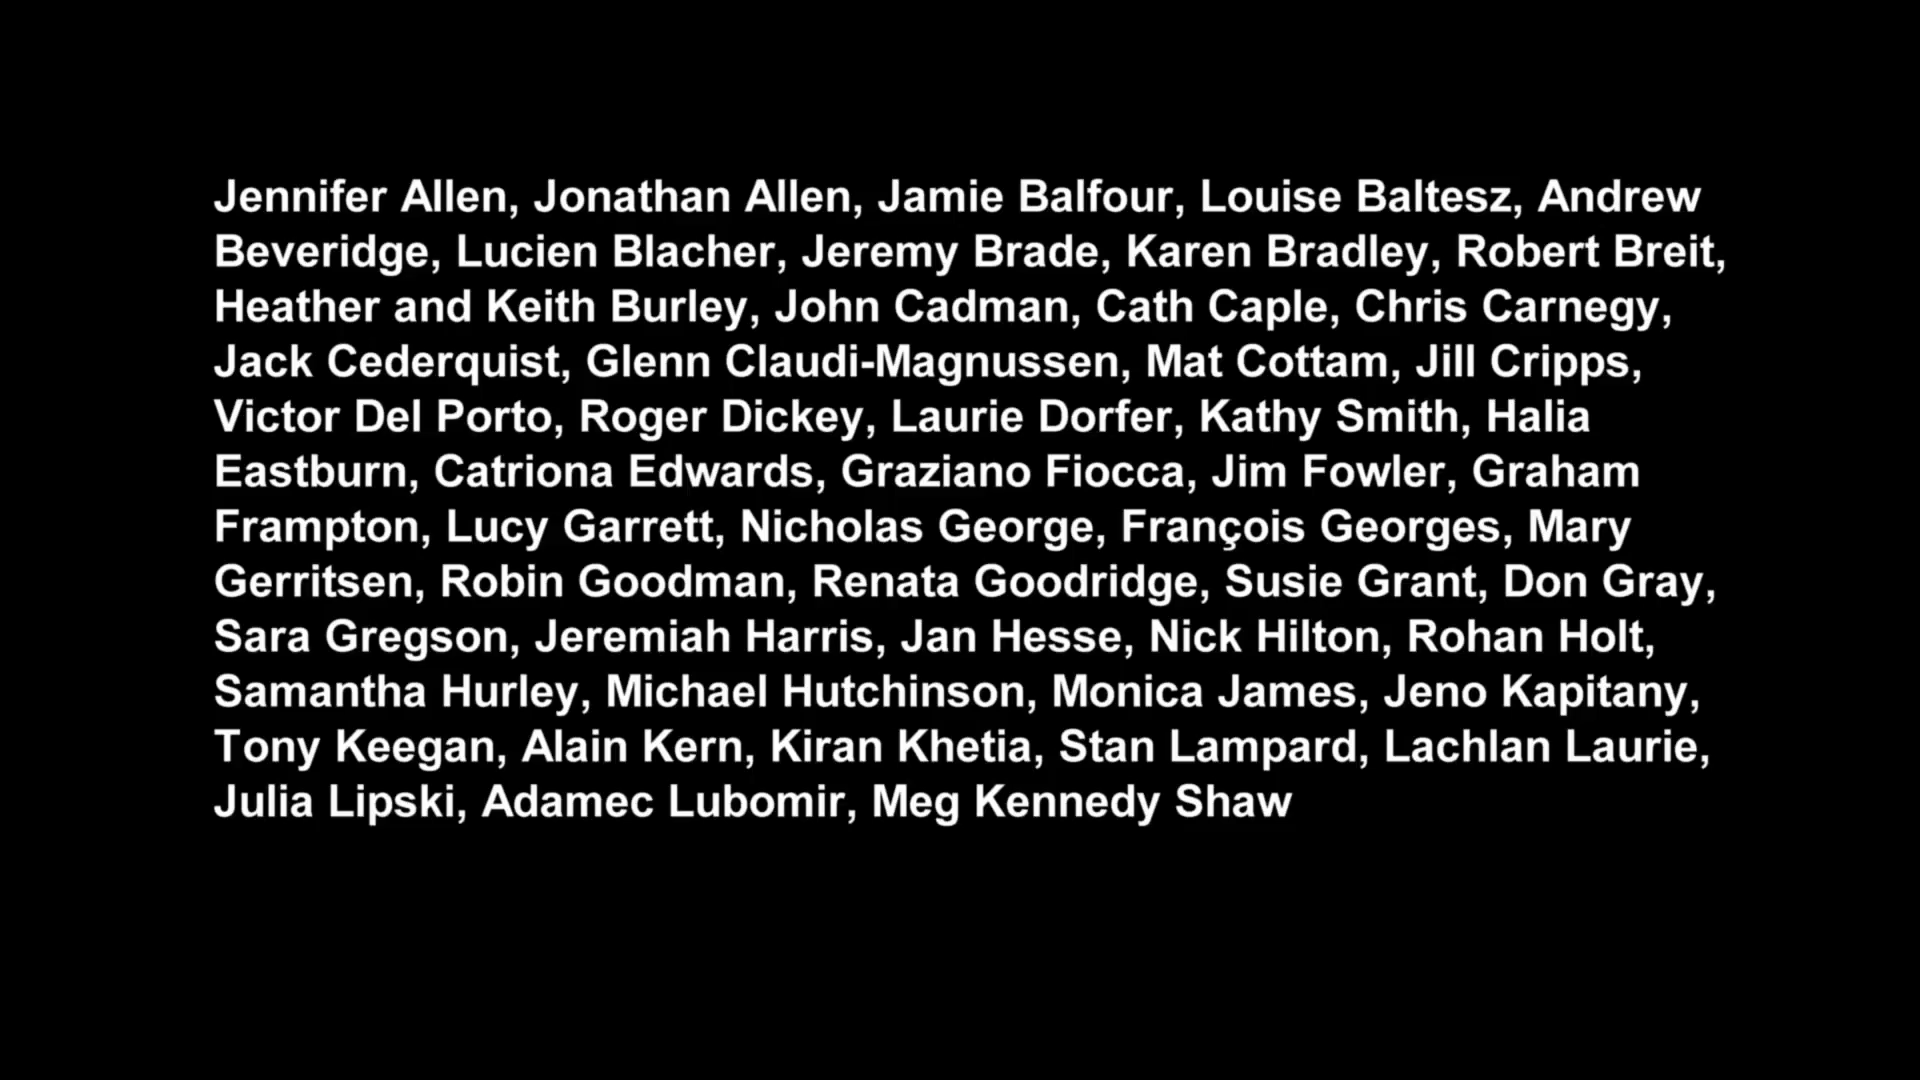 Jennifer Allen, Jonathan Allen, Jamie Balfour, Louise Baltesz, Andrew
Beveridge, Lucien Blacher, Jeremy Brade, Karen Bradley, Robert Breit,
Heather and Keith Burley, John Cadman, Cath Caple, Chris Carnegy,
Jack Cederquist, Glenn Claudi-Magnussen, Mat Cottam, Jill Cripps,
Victor Del Porto, Roger Dickey, Laurie Dorfer, Kathy Smith, Halia
Eastburn, Catriona Edwards, Graziano Fiocca, Jim Fowler, Graham
Frampton, Lucy Garrett, Nicholas George, François Georges, Mary
Gerritsen, Robin Goodman, Renata Goodridge, Susie Grant, Don Gray,
Sara Gregson, Jeremiah Harris, Jan Hesse, Nick Hilton, Rohan Holt,
Samantha Hurley, Michael Hutchinson, Monica James, Jeno Kapitany,
Tony Keegan, Alain Kern, Kiran Khetia, Stan Lampard, Lachlan Laurie,
Julia Lipski, Adamec Lubomir, Meg Kennedy Shaw